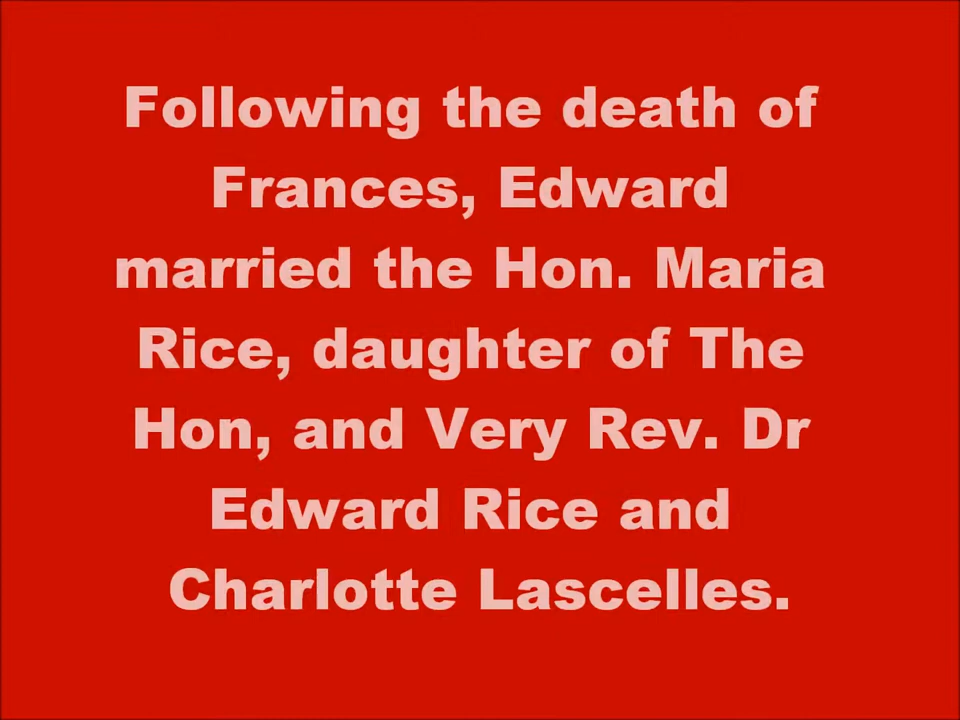 Following the death of
Frances, Edward
married the Hon. Maria
Rice, daughter of The
Hon, and Very Rev. Dr
Edward Rice and
Charlotte Lascelles.